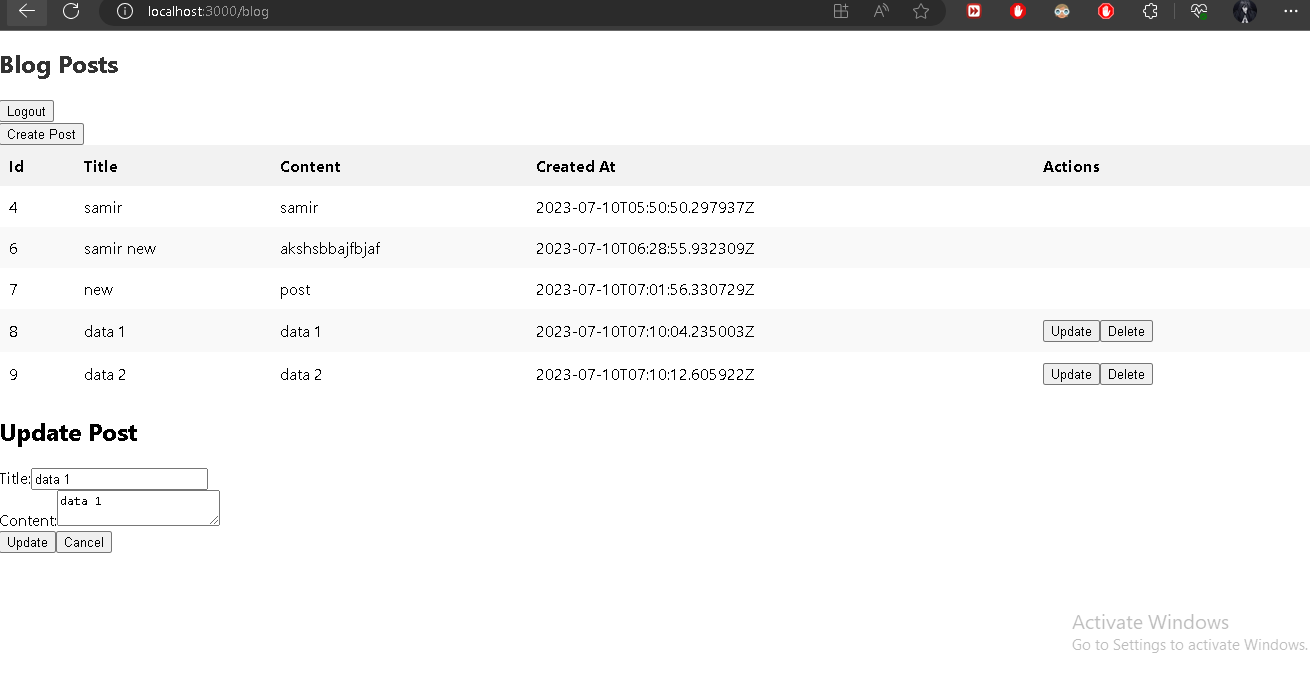 localhost:3000/blog
Blog Posts
Logout
Create Post
Id Title Content Created At Actions
4 samir samir 2023-07-10T05:50:50.297937Z
6 samir new akshsbbajfbjaf 2023-07-10T06:28:55.932309Z
7 new post 2023-07-10T07:01:56.330729Z
8 data 1 data 1 2023-07-10T07:10:04.235003Z Update Delete
9 data 2 data 2 2023-07-10T07:10:12.605922Z Update Delete
Update Post
Title: data 1
Content: data 1
Update Cancel
Activate Windows
Go to Settings to activate Windows.